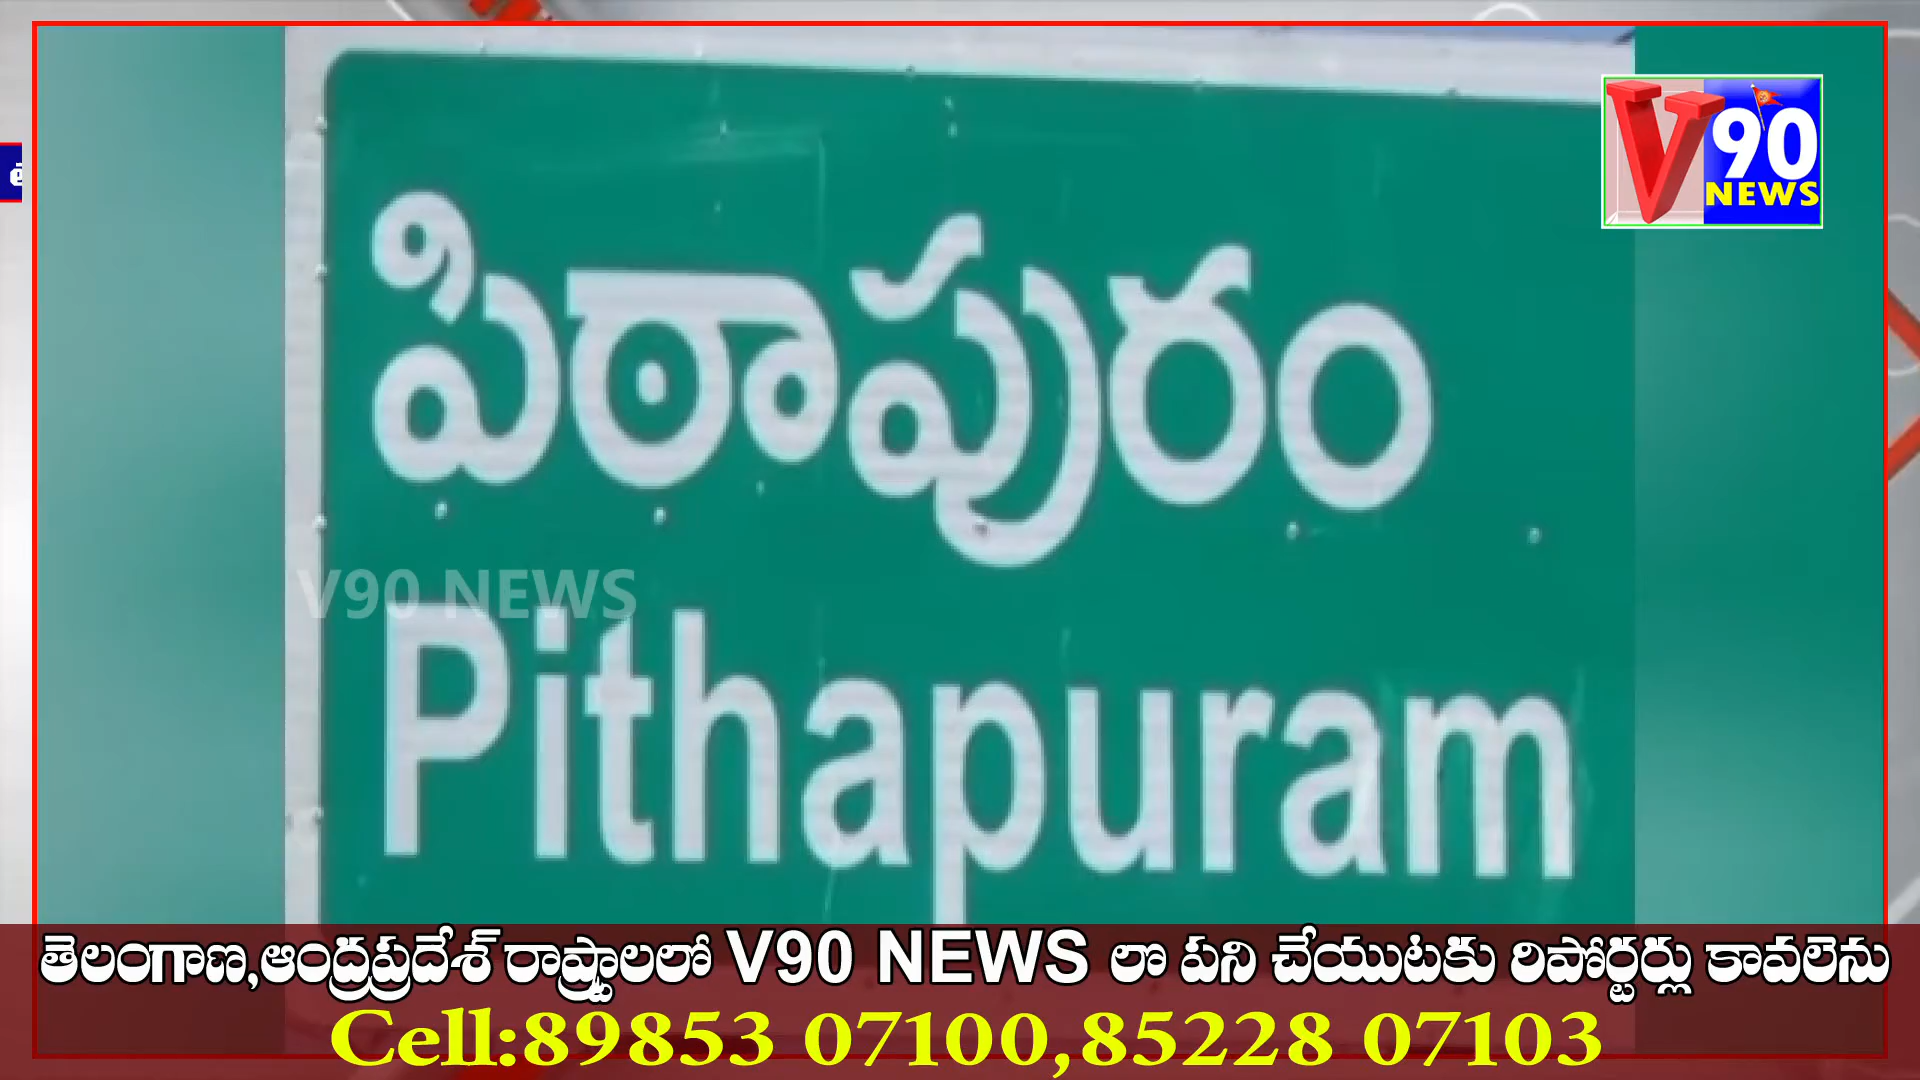 V90
NEWS
పిఠాపురం
V90 NEWS
Pithapuram
తెలంగాణ,ఆంధ్రప్రదేశ్ రాష్ట్రాలలో V90 NEWS లొ పని చేయుటకు రిపోర్టర్లు కావలెను
Cell:89853 07100,85228 07103